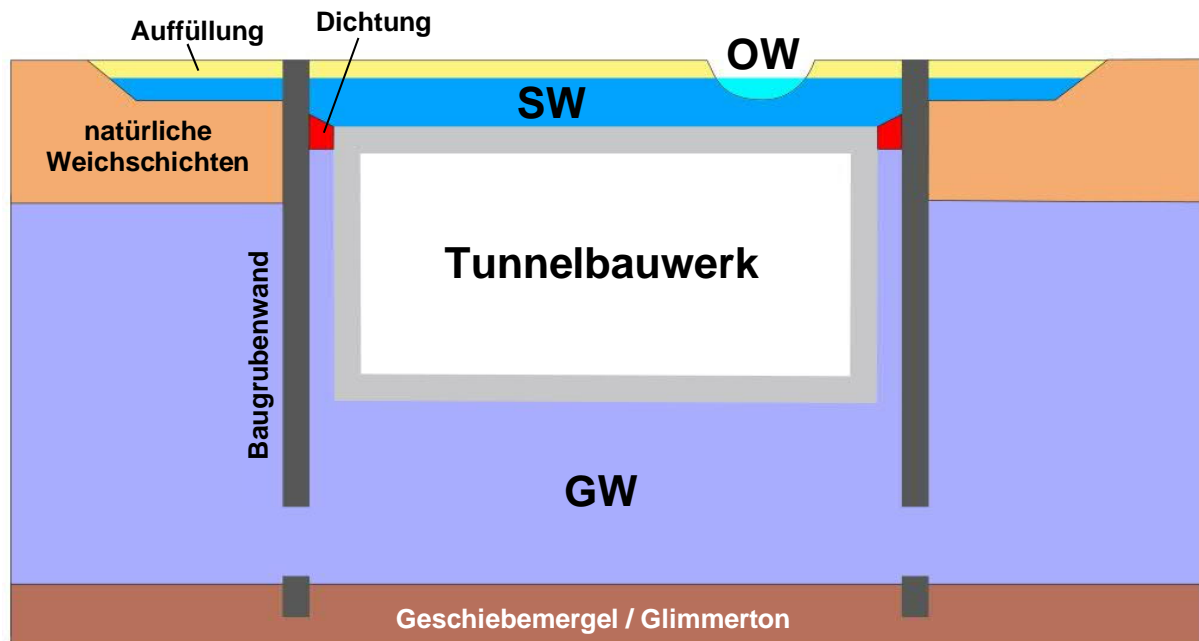 Auffüllung
Dichtung
OW
SW
natürliche
Weichschichten
Tunnelbauwerk
Baugrubenwand
GW
Geschiebemergel / Glimmerton